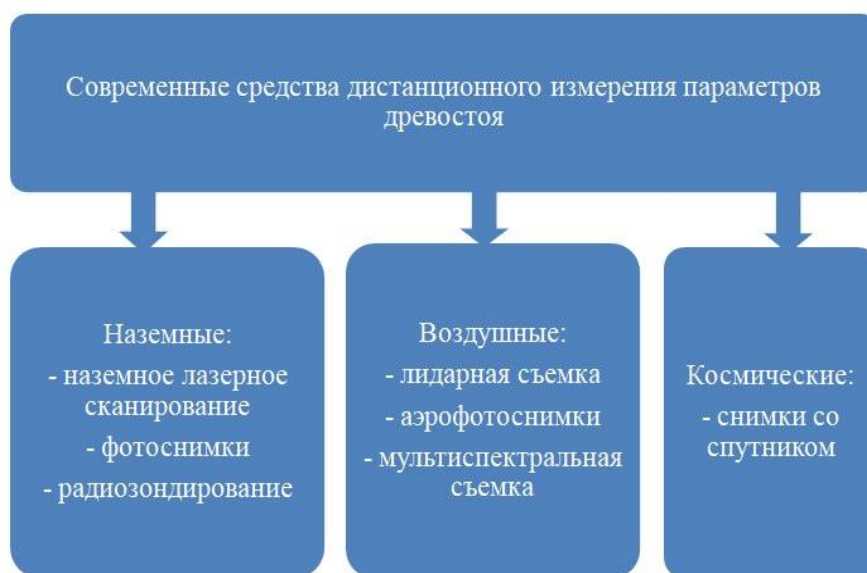 Современные средства дистанционного измерения параметров
древостоя
Наземные:
- наземное лазерное
сканирование
- фотоснимки
- радиозондирование
Воздушные:
- лидарная съемка
- аэрофотоснимки
- мультиспектральная
съемка
Космические:
- снимки со
спутником